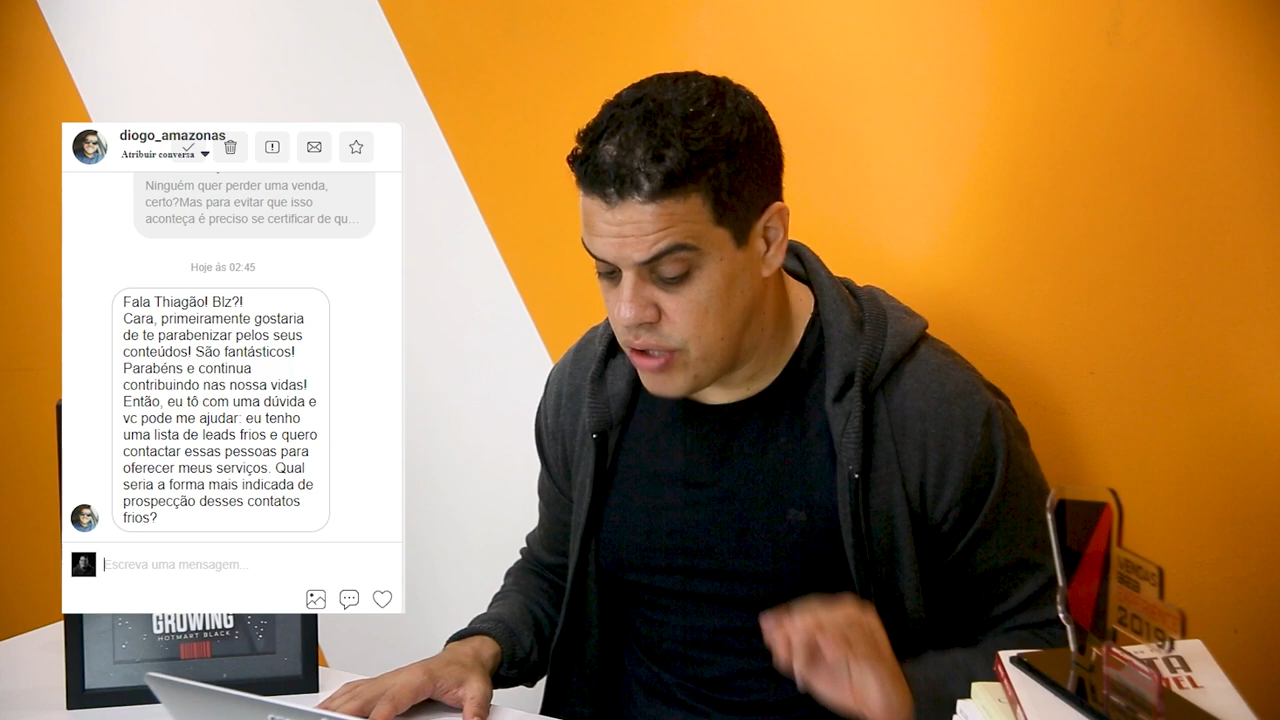 diogo_amazonas
Atribuir conversa
Ninguém quer perder uma venda,
certo?Mas para evitar que isso
aconteça é preciso se certificar de qu...
Hoje ás 02:45
Fala Thiagão! Blz?!
Cara, primeiramente gostaria
de te parabenizar pelos seus
conteúdos! São fantásticos!
Parabéns e continua
contribuindo nas nossa vidas!
Então, eu tô com uma dúvida e
vc pode me ajudar: eu tenho
uma lista de leads frios e quero
contactar essas pessoas para
oferecer meus serviços. Qual
seria a forma mais indicada de
prospecção desses contatos
frios?
Escreva uma mensagem...
GROWING
HOTMART BLACK
VENDAS
2019